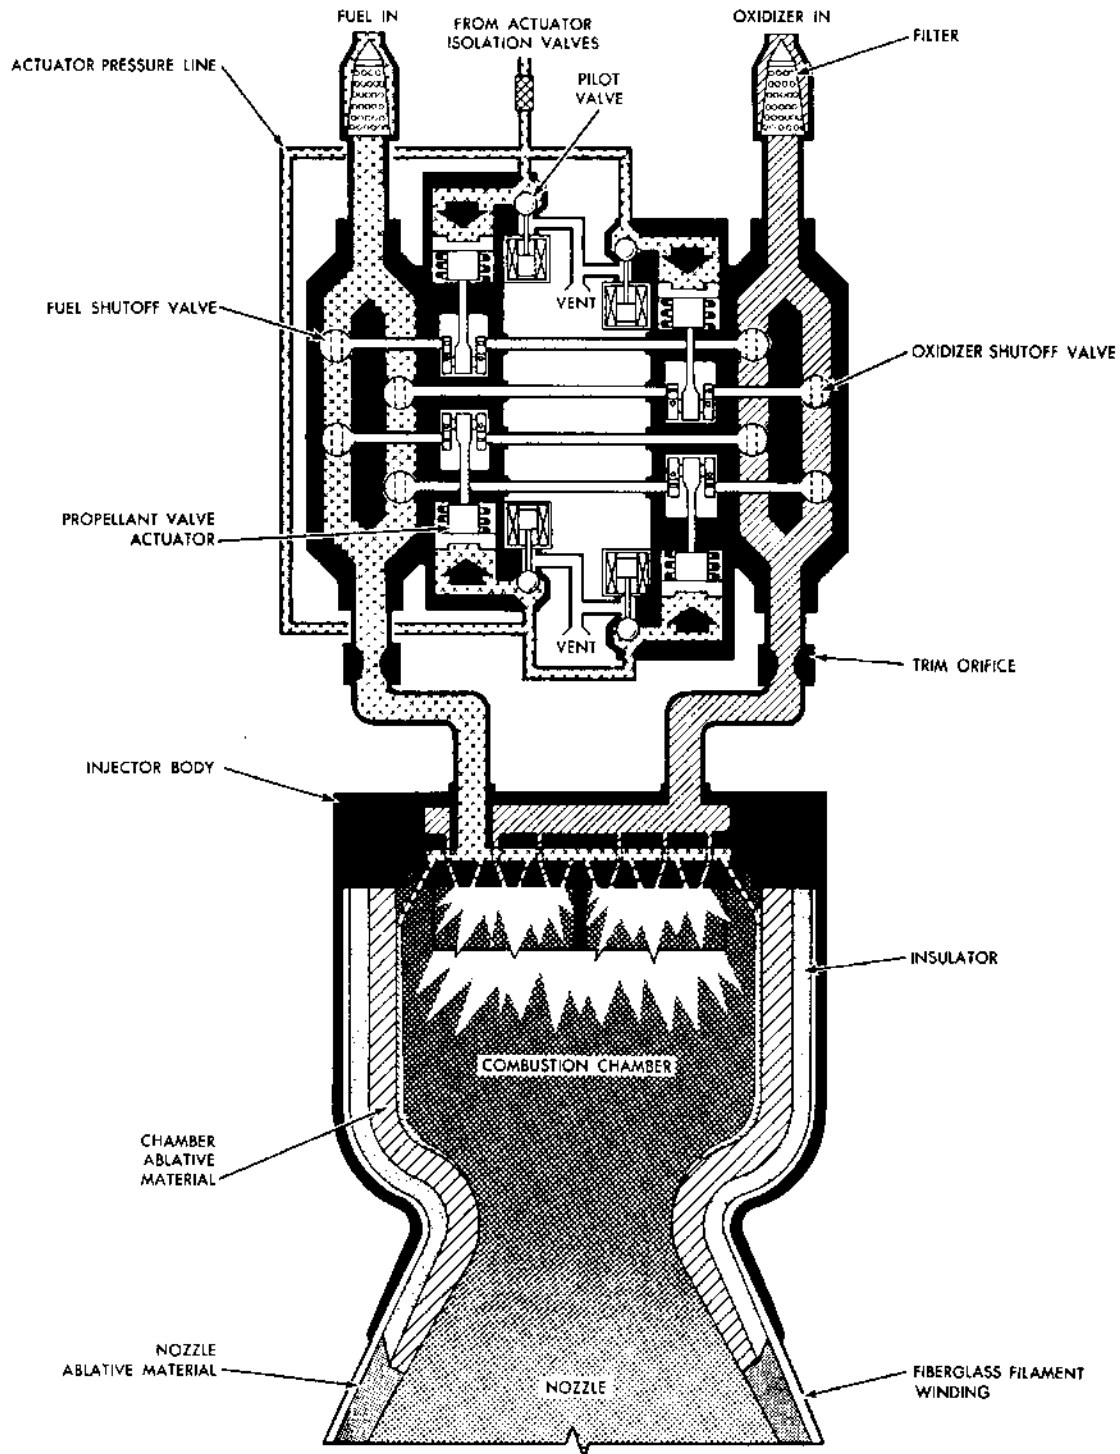 FUEL IN
FROM ACTUATOR
ISOLATION VALVES
OXIDIZER IN
FILTER
ACTUATOR PRESSURE LINE
PILOT
VALVE
VENT
FUEL SHUTOFF VALVE
OXIDIZER SHUTOFF VALVE
PROPELLANT VALVE
ACTUATOR
VENT
TRIM ORIFICE
INJECTOR BODY
INSULATOR
COMBUSTION CHAMBER
CHAMBER
ABLATIVE
MATERIAL
NOZZLE
ABLATIVE MATERIAL
NOZZLE
FIBERGLASS FILAMENT
WINDING